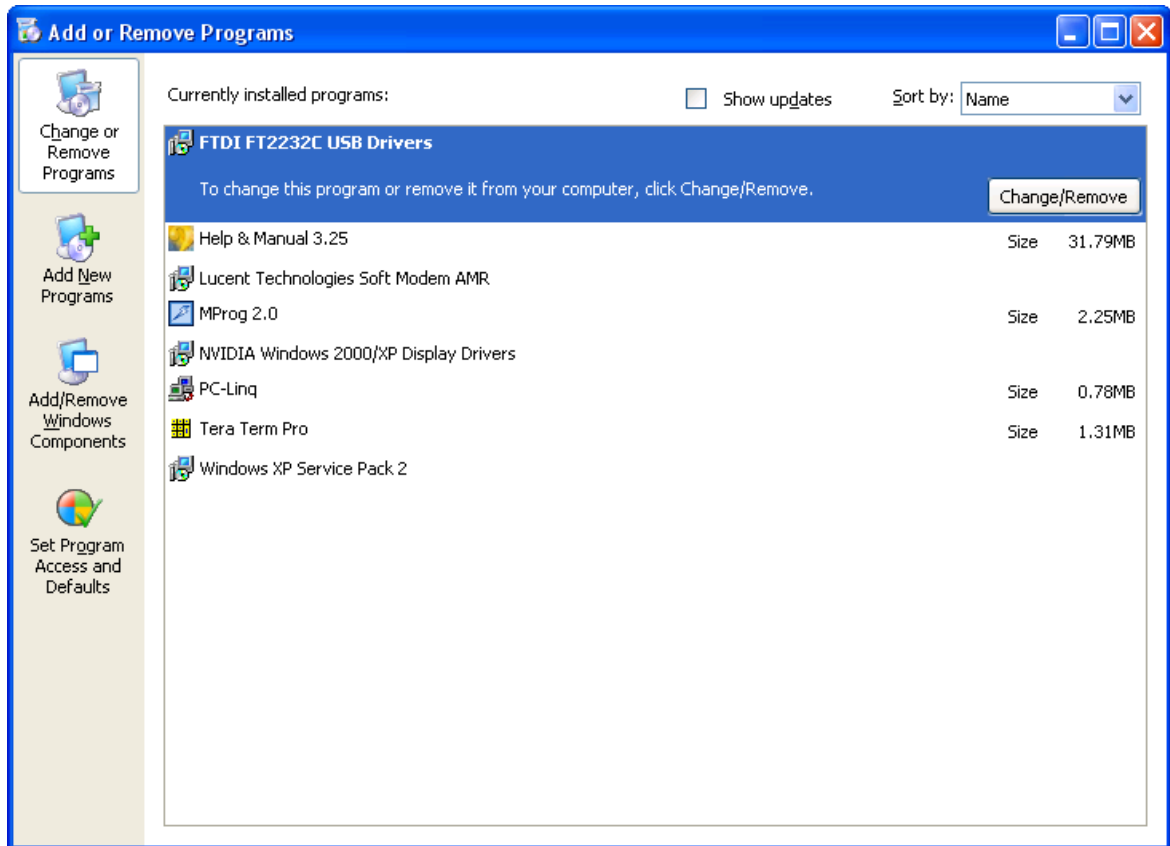 Add or Remove Programs
Change or
Remove
Programs
Add New
Programs
Add/Remove
Windows
Components
Set Program
Access and
Defaults
Currently installed programs:
Show updates
Sort by: Name
FTDI FT2232C USB Drivers
To change this program or remove it from your computer, click Change/Remove.
Change/Remove
Help & Manual 3.25 Size 31.79MB
Lucent Technologies Soft Modem AMR
MProg 2.0 Size 2.25MB
NVIDIA Windows 2000/XP Display Drivers
PC-Linq Size 0.78MB
Tera Term Pro Size 1.31MB
Windows XP Service Pack 2